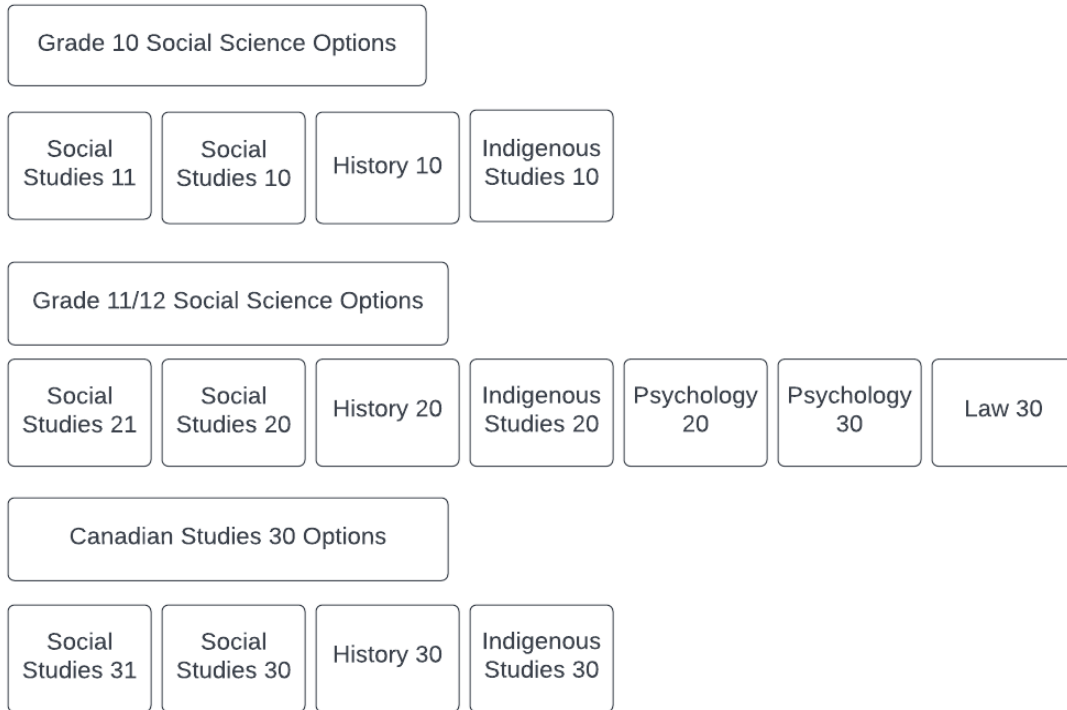 Grade 10 Social Science Options
Social
Studies 11
Social
Studies 10
History 10
Indigenous
Studies 10
Grade 11/12 Social Science Options
Social
Studies 21
Social
Studies 20
History 20
Indigenous
Studies 20
Psychology
20
Psychology
30
Law 30
Canadian Studies 30 Options
Social
Studies 31
Social
Studies 30
History 30
Indigenous
Studies 30